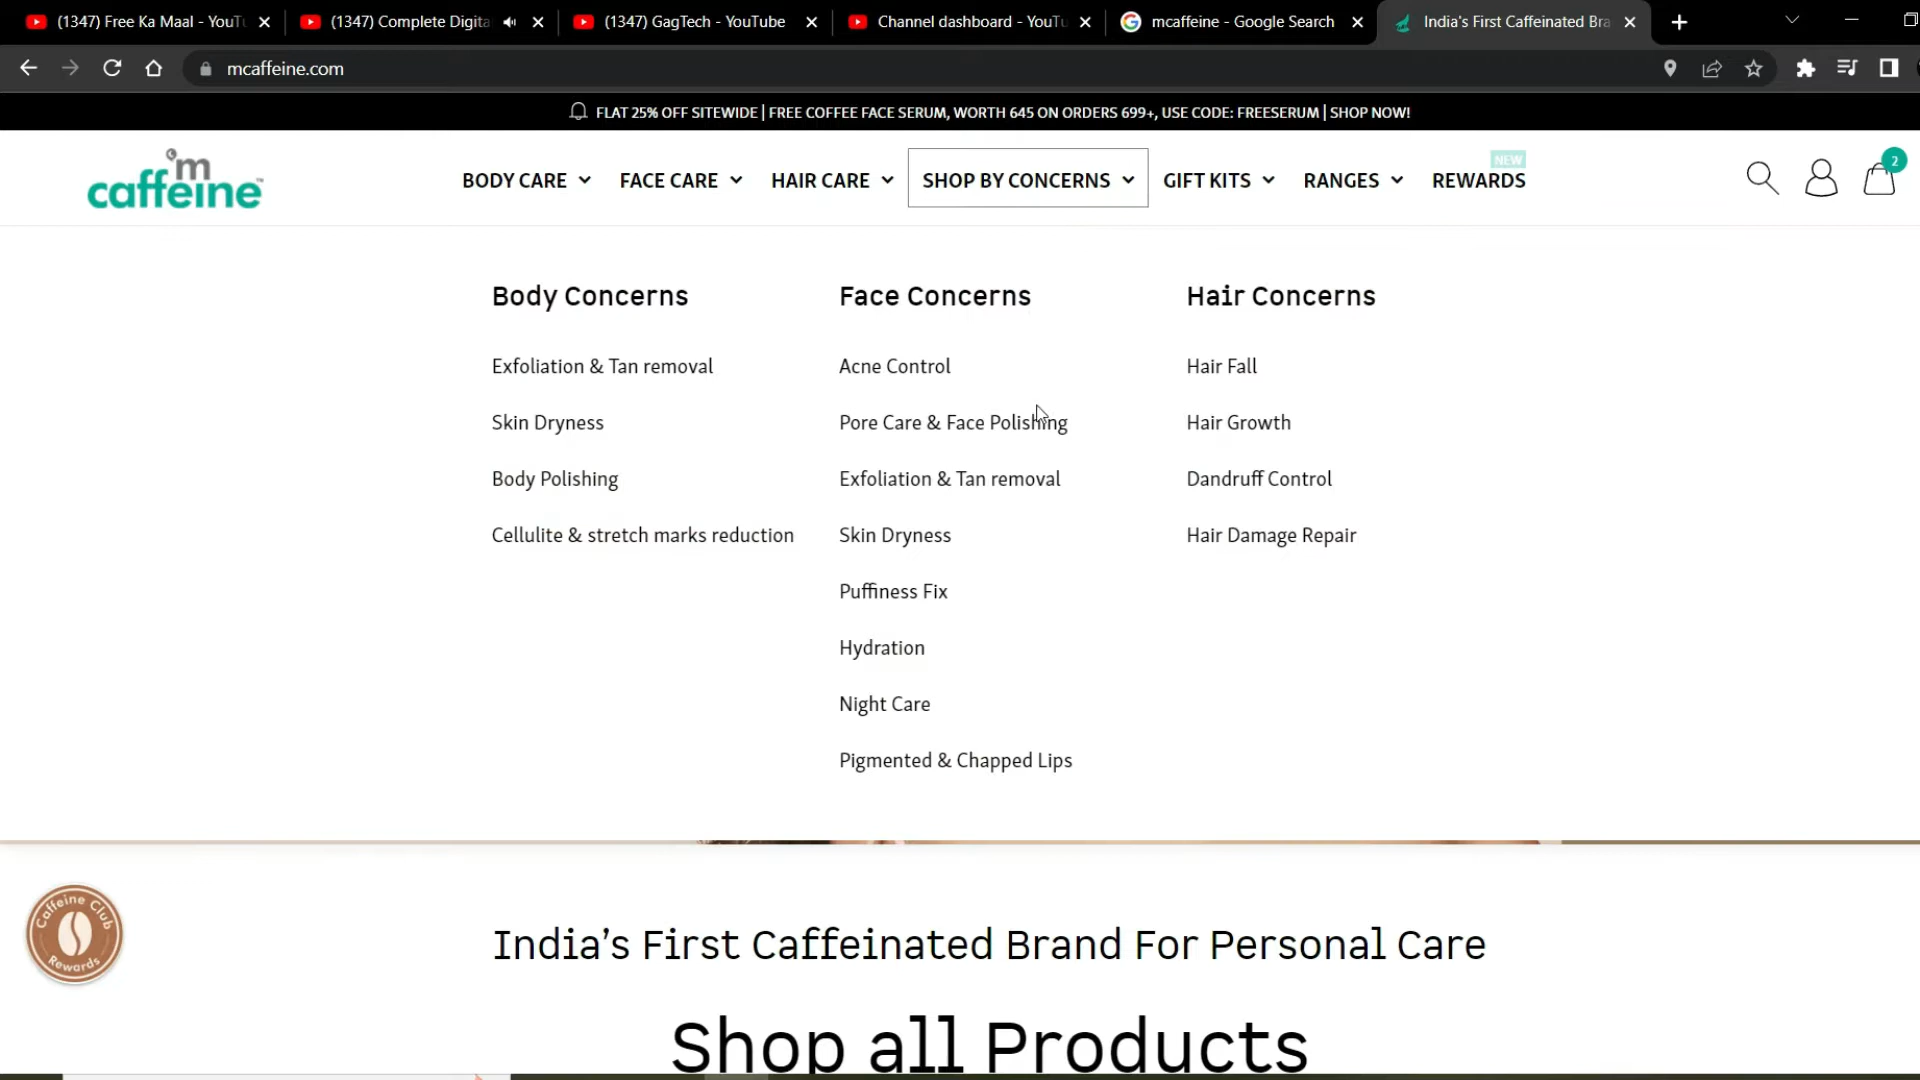 (1347) Free Ka Maal - YouTu
(1347) Complete Digita
(1347) GagTech - YouTube
Channel dashboard - YouTu
mcaffeine - Google Search
India's First Caffeinated Bra
mcaffeine.com
FLAT 25% OFF SITEWIDE | FREE COFFEE FACE SERUM, WORTH 645 ON ORDERS 699+, USE CODE: FREESERUM | SHOP NOW!
'm
caffeine™
BODY CARE
FACE CARE
HAIR CARE
SHOP BY CONCERNS
GIFT KITS
RANGES
NEW
REWARDS
2
Body Concerns
Exfoliation & Tan removal
Skin Dryness
Body Polishing
Cellulite & stretch marks reduction
Face Concerns
Acne Control
Pore Care & Face Polishing
Exfoliation & Tan removal
Skin Dryness
Puffiness Fix
Hydration
Night Care
Pigmented & Chapped Lips
Hair Concerns
Hair Fall
Hair Growth
Dandruff Control
Hair Damage Repair
Caffeine Club
Rewards
India's First Caffeinated Brand For Personal Care
Shop all Products